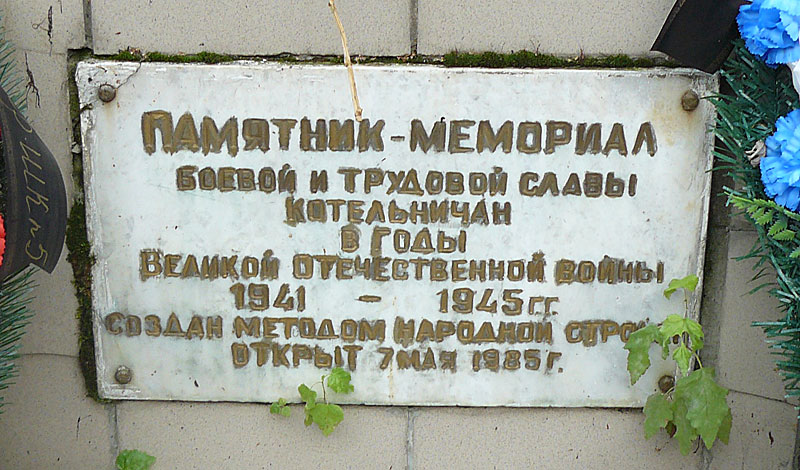 ПАМЯТНИК-МЕМОРИАЛ
БОЕВОЙ И ТРУДОВОЙ СЛАВЫ
КОТЕЛЬНИЧАН
В ГОДЫ
ВЕЛИКОЙ ОТЕЧЕСТВЕННОЙ ВОЙНЫ
1941 - 1945 ГГ.
СОЗДАН МЕТОДОМ НАРОДНОЙ
ОТКРЫТ 7 МАЯ 1985 Г.